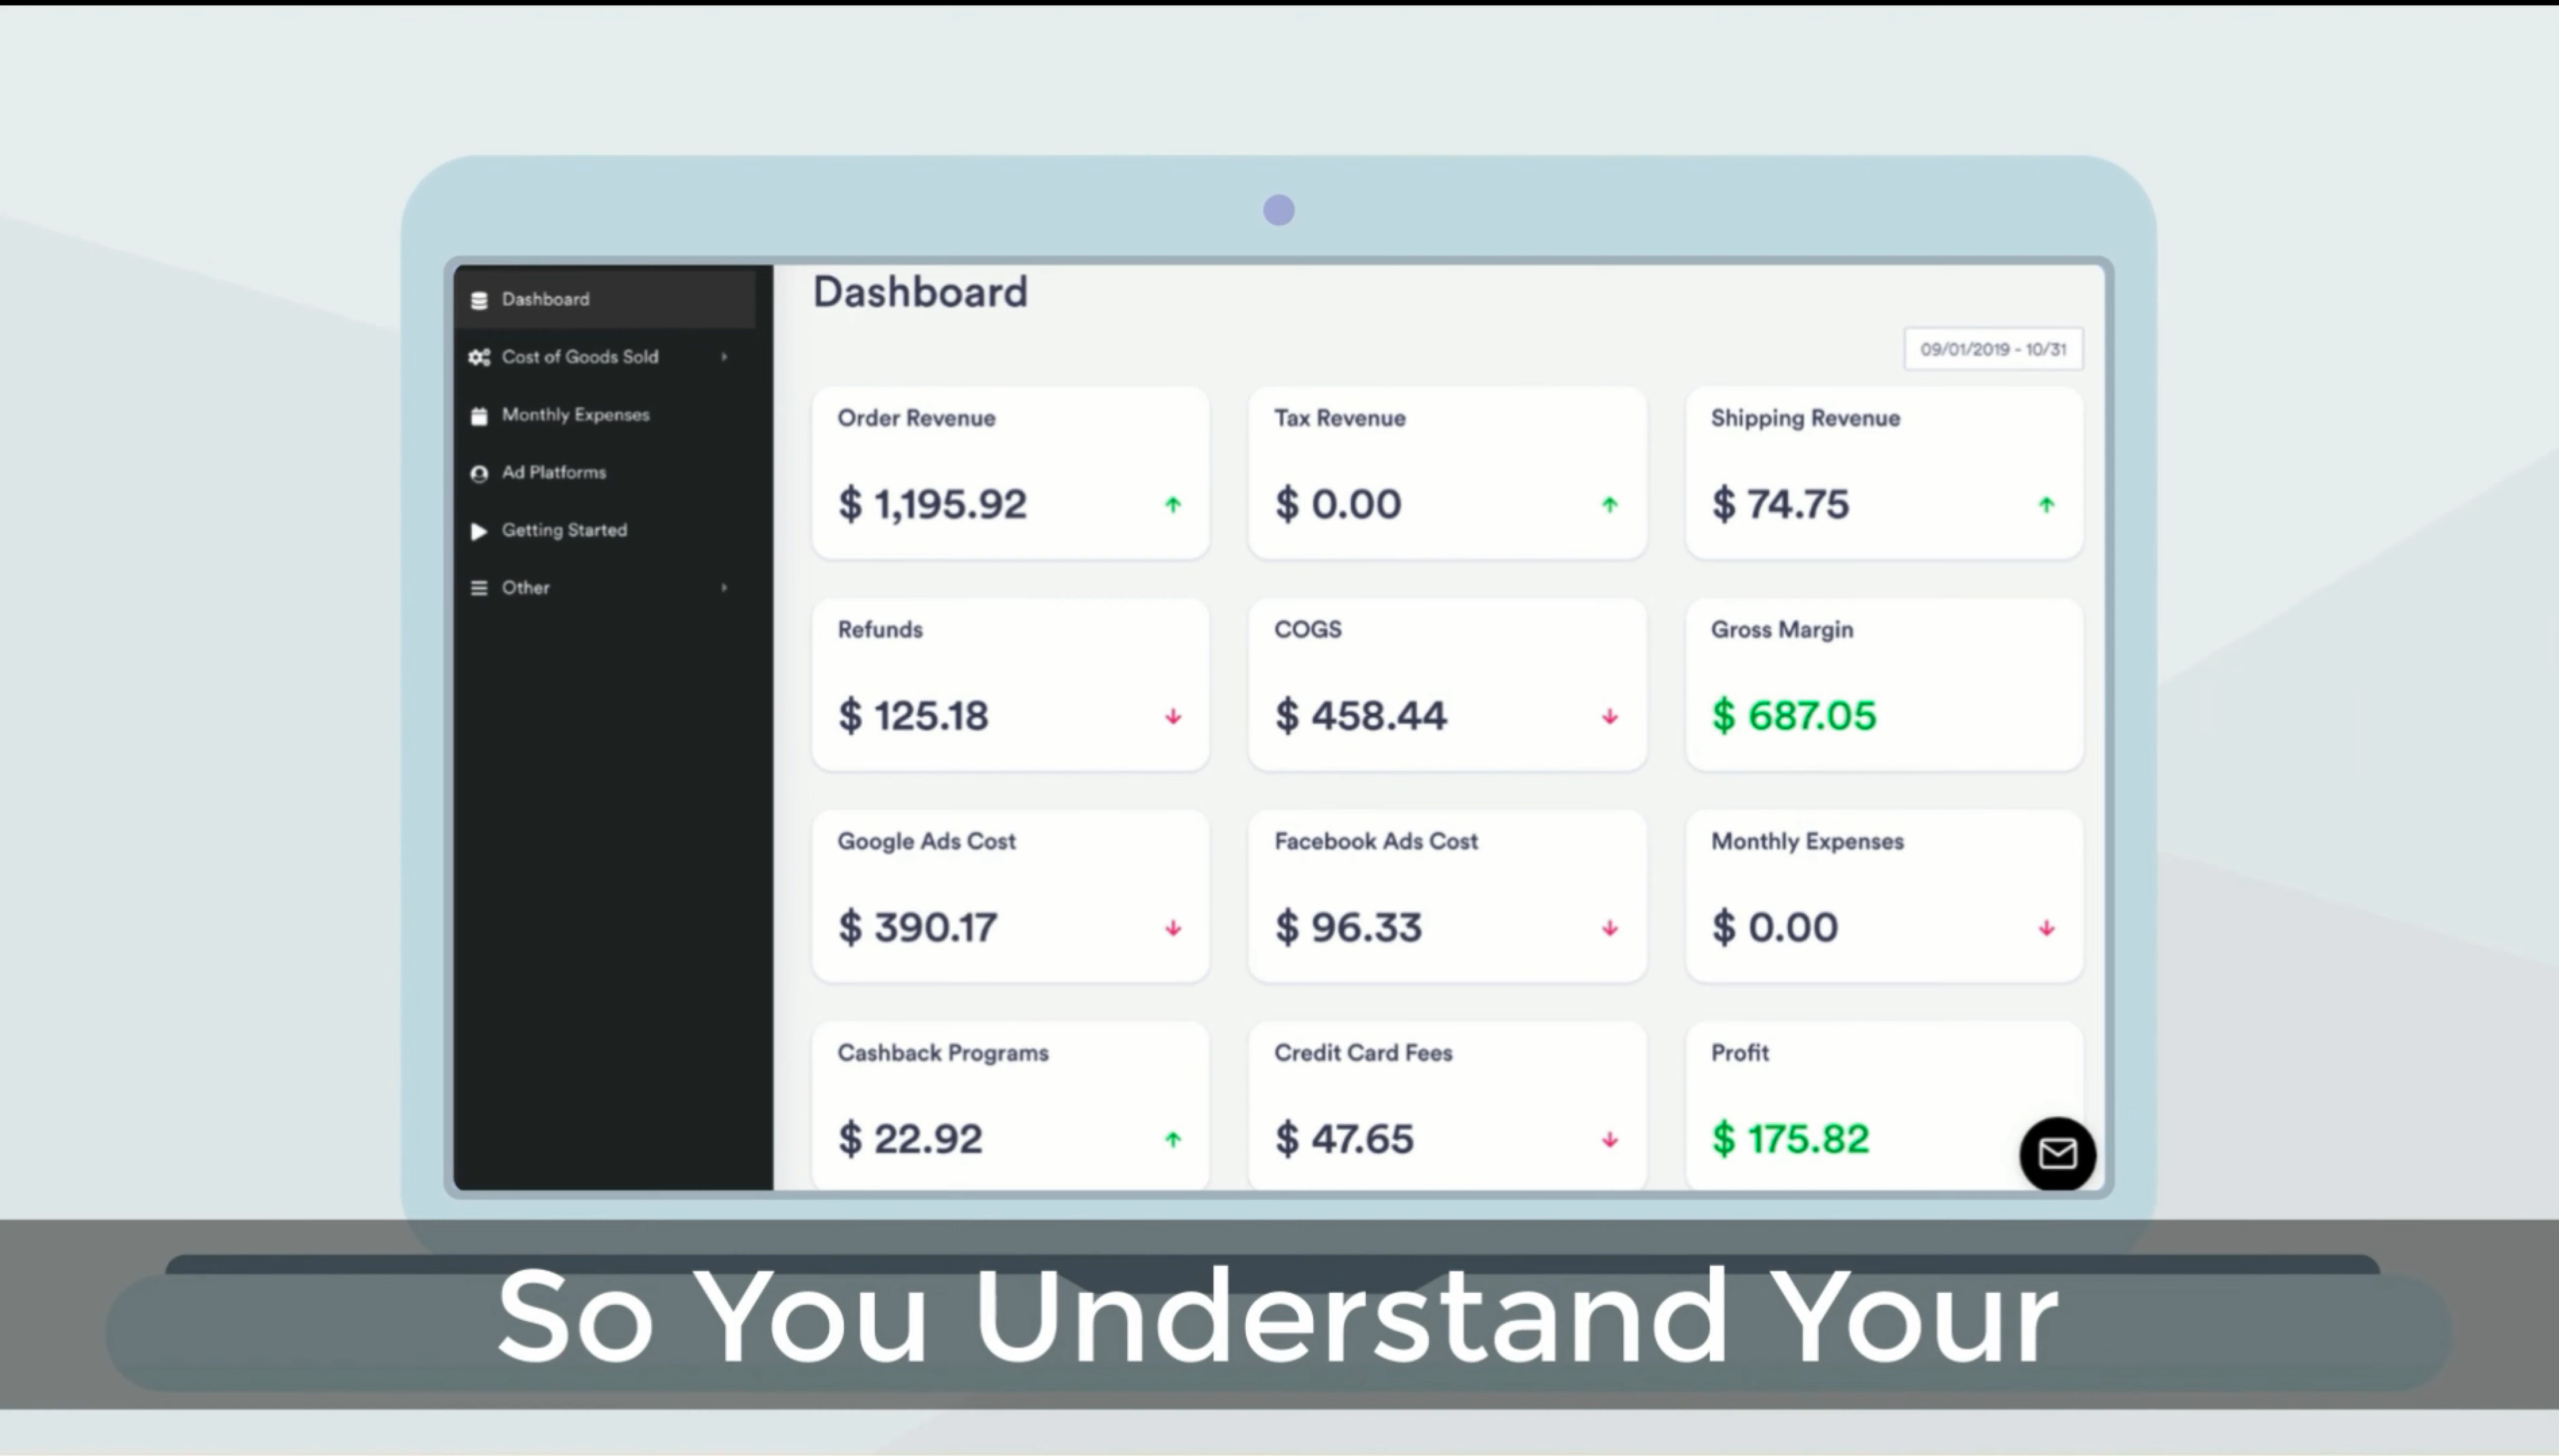 Dashboard
Cost of Goods Sold
Monthly Expenses
Ad Platforms
Getting Started
Other
Dashboard
09/01/2019 - 10/31
Order Revenue
$ 1,195.92
Tax Revenue
$ 0.00
Shipping Revenue
$ 74.75
Refunds
$ 125.18
COGS
$ 458.44
Gross Margin
$ 687.05
Google Ads Cost
$ 390.17
Facebook Ads Cost
$ 96.33
Monthly Expenses
$ 0.00
Cashback Programs
$ 22.92
Credit Card Fees
$ 47.65
Profit
$ 175.82
So You Understand Your